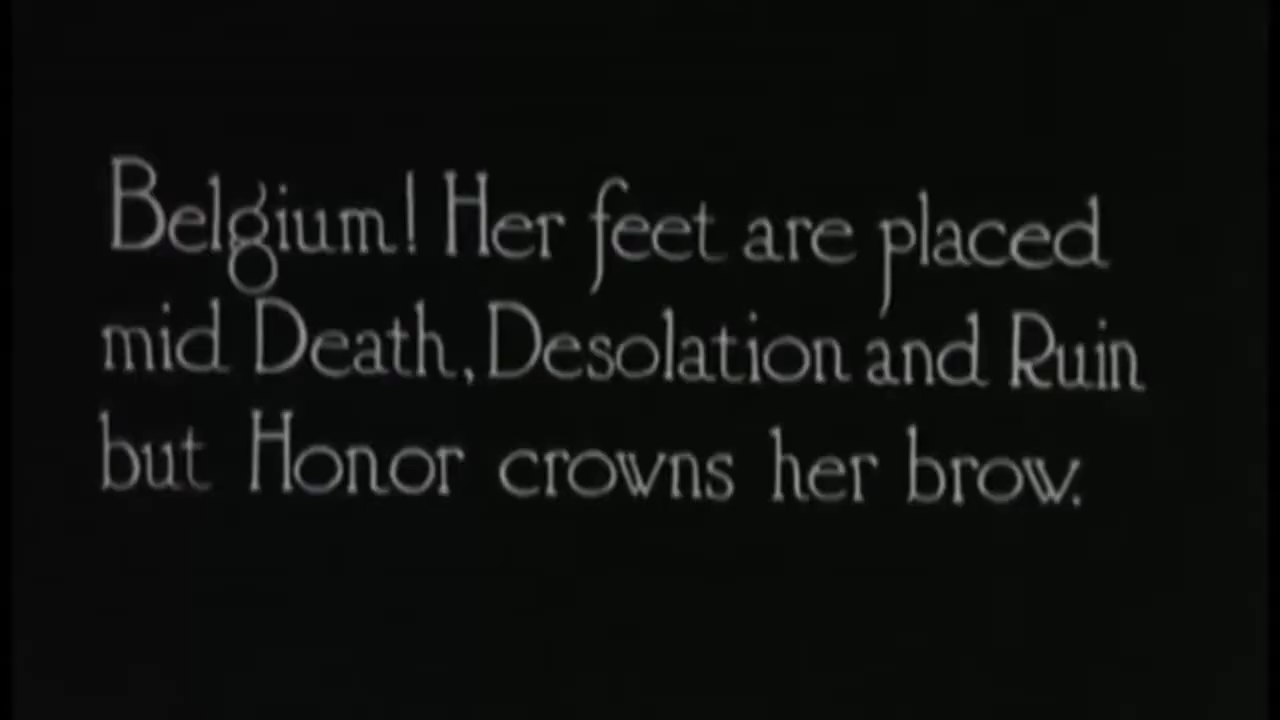 Belgium! Her feet are placed
mid Death, Desolation and Ruin
but Honor crowns her brow.